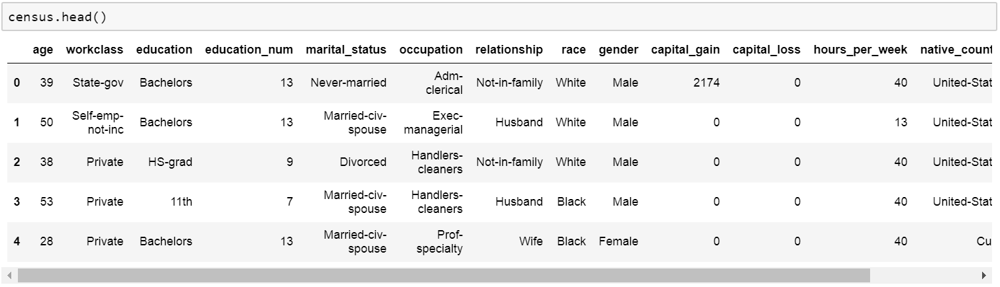 census.head()
age workclass education education_num marital_status occupation relationship race gender capital_gain capital_loss hours_per_week native_count
0 39 State-gov Bachelors 13 Never-married Adm-
clerical Not-in-family White Male 2174 0 40 United-Stat
1 50 Self-emp-
not-inc Bachelors 13 Married-civ-
spouse Exec-
managerial Husband White Male 0 0 13 United-Stat
2 38 Private HS-grad 9 Divorced Handlers-
cleaners Not-in-family White Male 0 0 40 United-Stat
3 53 Private 11th 7 Married-civ-
spouse Handlers-
cleaners Husband Black Male 0 0 40 United-Stat
4 28 Private Bachelors 13 Married-civ-
spouse Prof-
specialty Wife Black Female 0 0 40 Cu